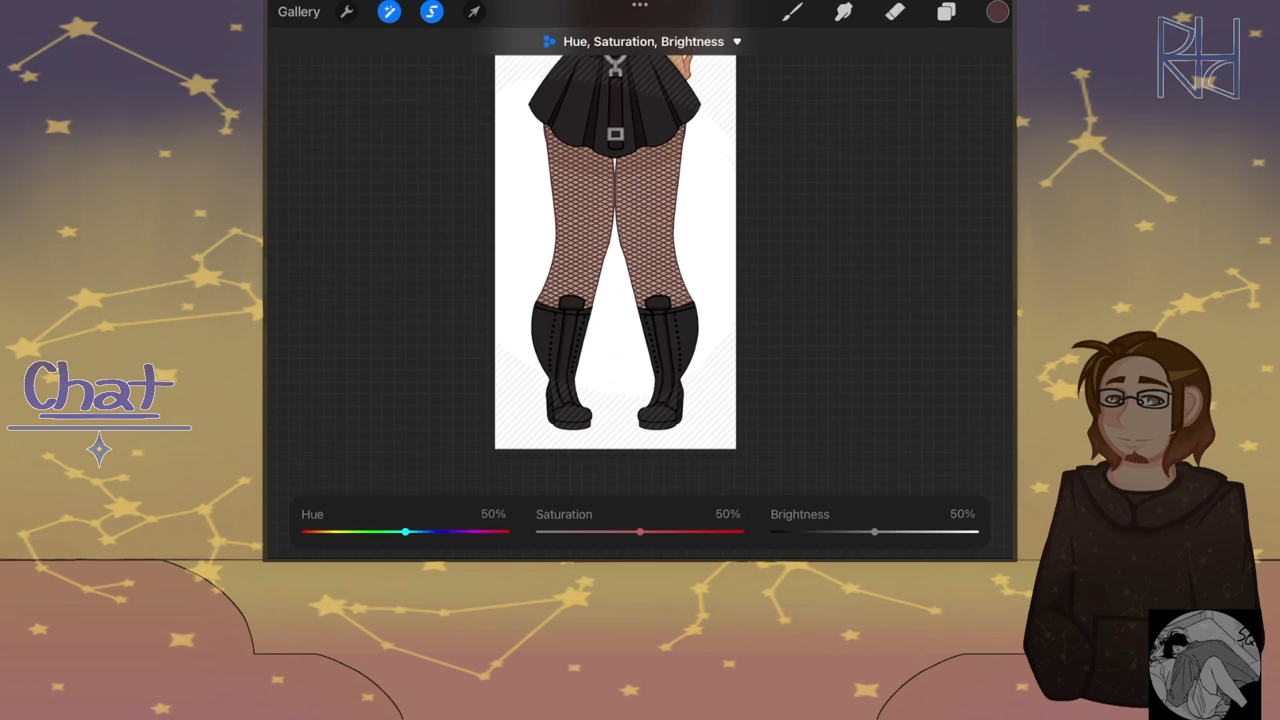 Gallery
Hue, Saturation, Brightness
Chat
Hue 50% Saturation 50% Brightness 50%